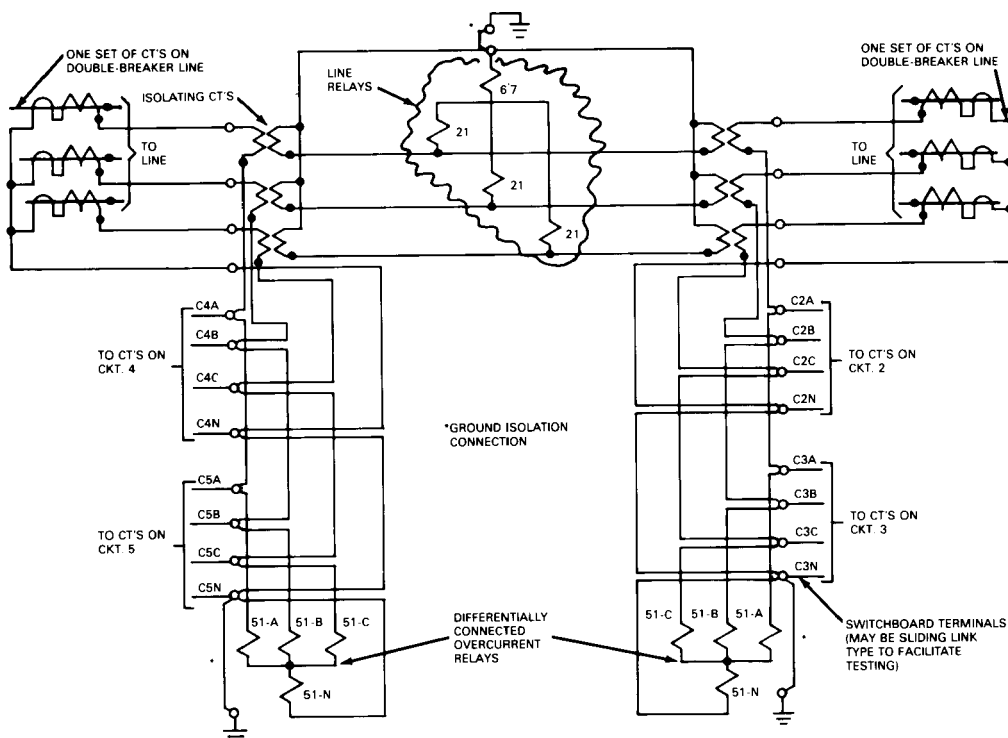 ONE SET OF CT'S ON
DOUBLE-BREAKER LINE
ISOLATING CT'S
TO
LINE
LINE
RELAYS
67
21
21
21
*
ONE SET OF CT'S ON
DOUBLE-BREAKER LINE
TO
LINE
C4A
C4B
C4C
C4N
TO CT'S ON
CKT. 4
C5A
C5B
C5C
C5N
TO CT'S ON
CKT. 5
51-A
51-B
51-C
51-N
*
*GROUND ISOLATION
CONNECTION
DIFFERENTIALLY
CONNECTED
OVERCURRENT
RELAYS
C2A
C2B
C2C
C2N
TO CT'S ON
CKT. 2
C3A
C3B
C3C
C3N
TO CT'S ON
CKT. 3
51-C
51-B
51-A
51-N
*
SWITCHBOARD TERMINALS
(MAY BE SLIDING LINK
TYPE TO FACILITATE
TESTING)